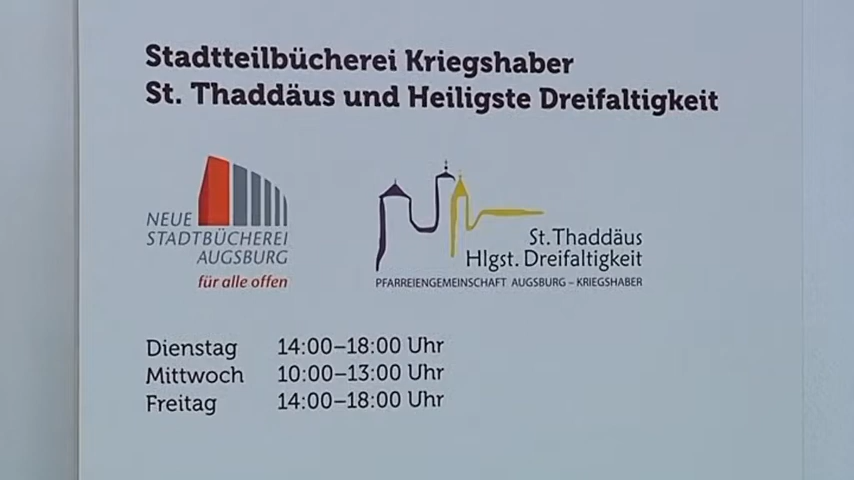 Stadtteilbücherei Kriegshaber
St. Thaddäus und Heiligste Dreifaltigkeit
NEUE
STADTBÜCHEREI
AUGSBURG
für alle offen
St. Thaddäus
Hlgst. Dreifaltigkeit
PFARREIENGEMEINSCHAFT AUGSBURG – KRIEGSHABER
Dienstag 14:00–18:00 Uhr
Mittwoch 10:00–13:00 Uhr
Freitag 14:00–18:00 Uhr